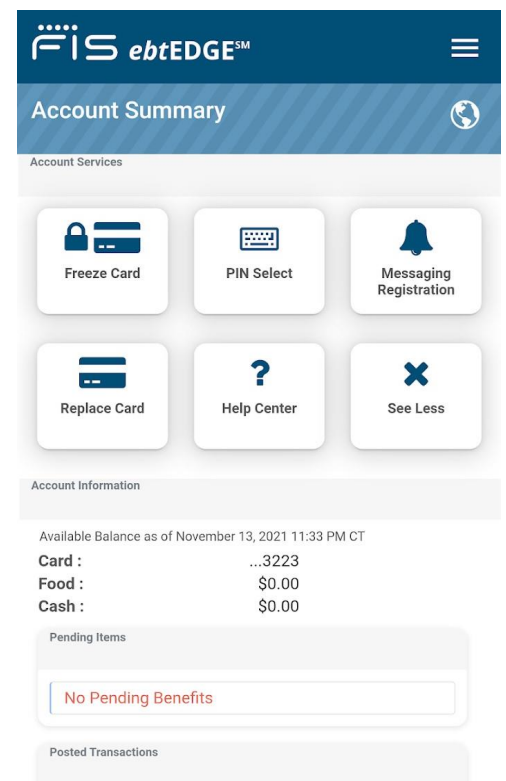 FIS ebtEDGE℠
Account Summary
Account Services
Freeze Card
PIN Select
Messaging
Registration
Replace Card
Help Center
See Less
Account Information
Available Balance as of November 13, 2021 11:33 PM CT
Card : ...3223
Food : $0.00
Cash : $0.00
Pending Items
No Pending Benefits
Posted Transactions